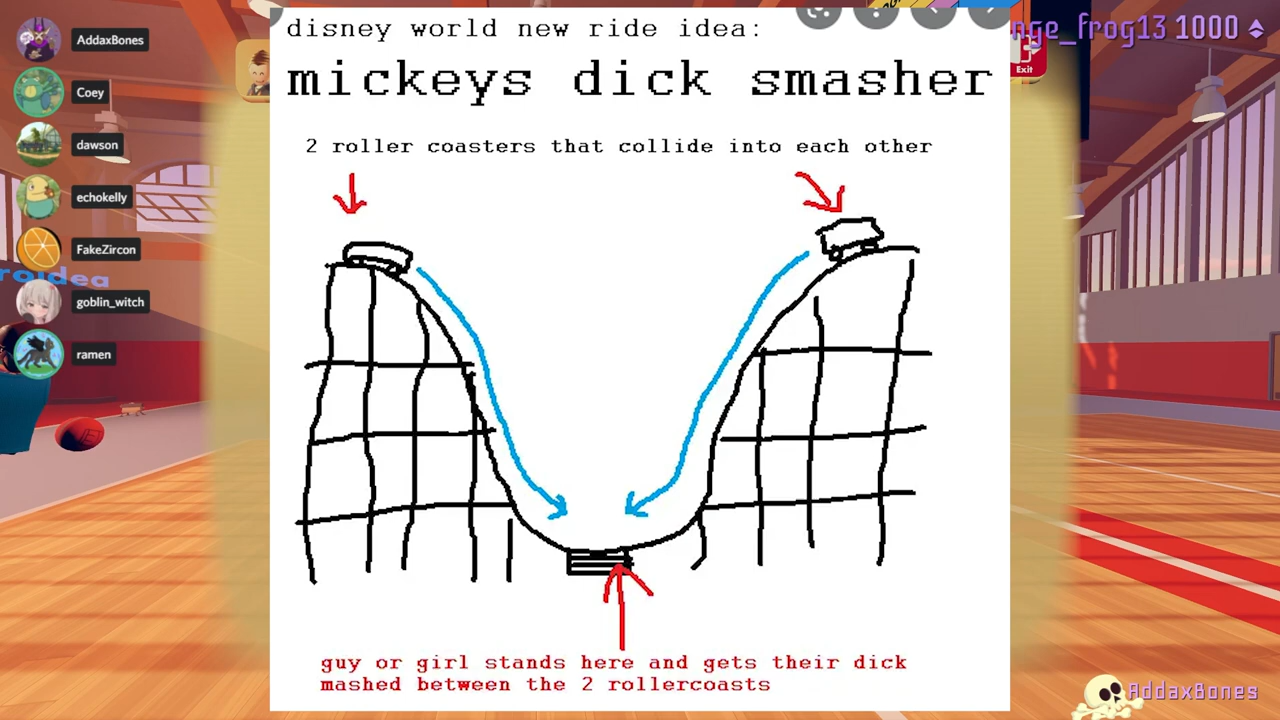 disney world new ride idea:
mickeys dick smasher
2 roller coasters that collide into each other
guy or girl stands here and gets their dick
mashed between the 2 rollercoasts
AddaxBones
Coey
dawson
echokelly
FakeZircon
goblin_witch
ramen
nge_frog13 1000
Exit
roidea
AddaxBones